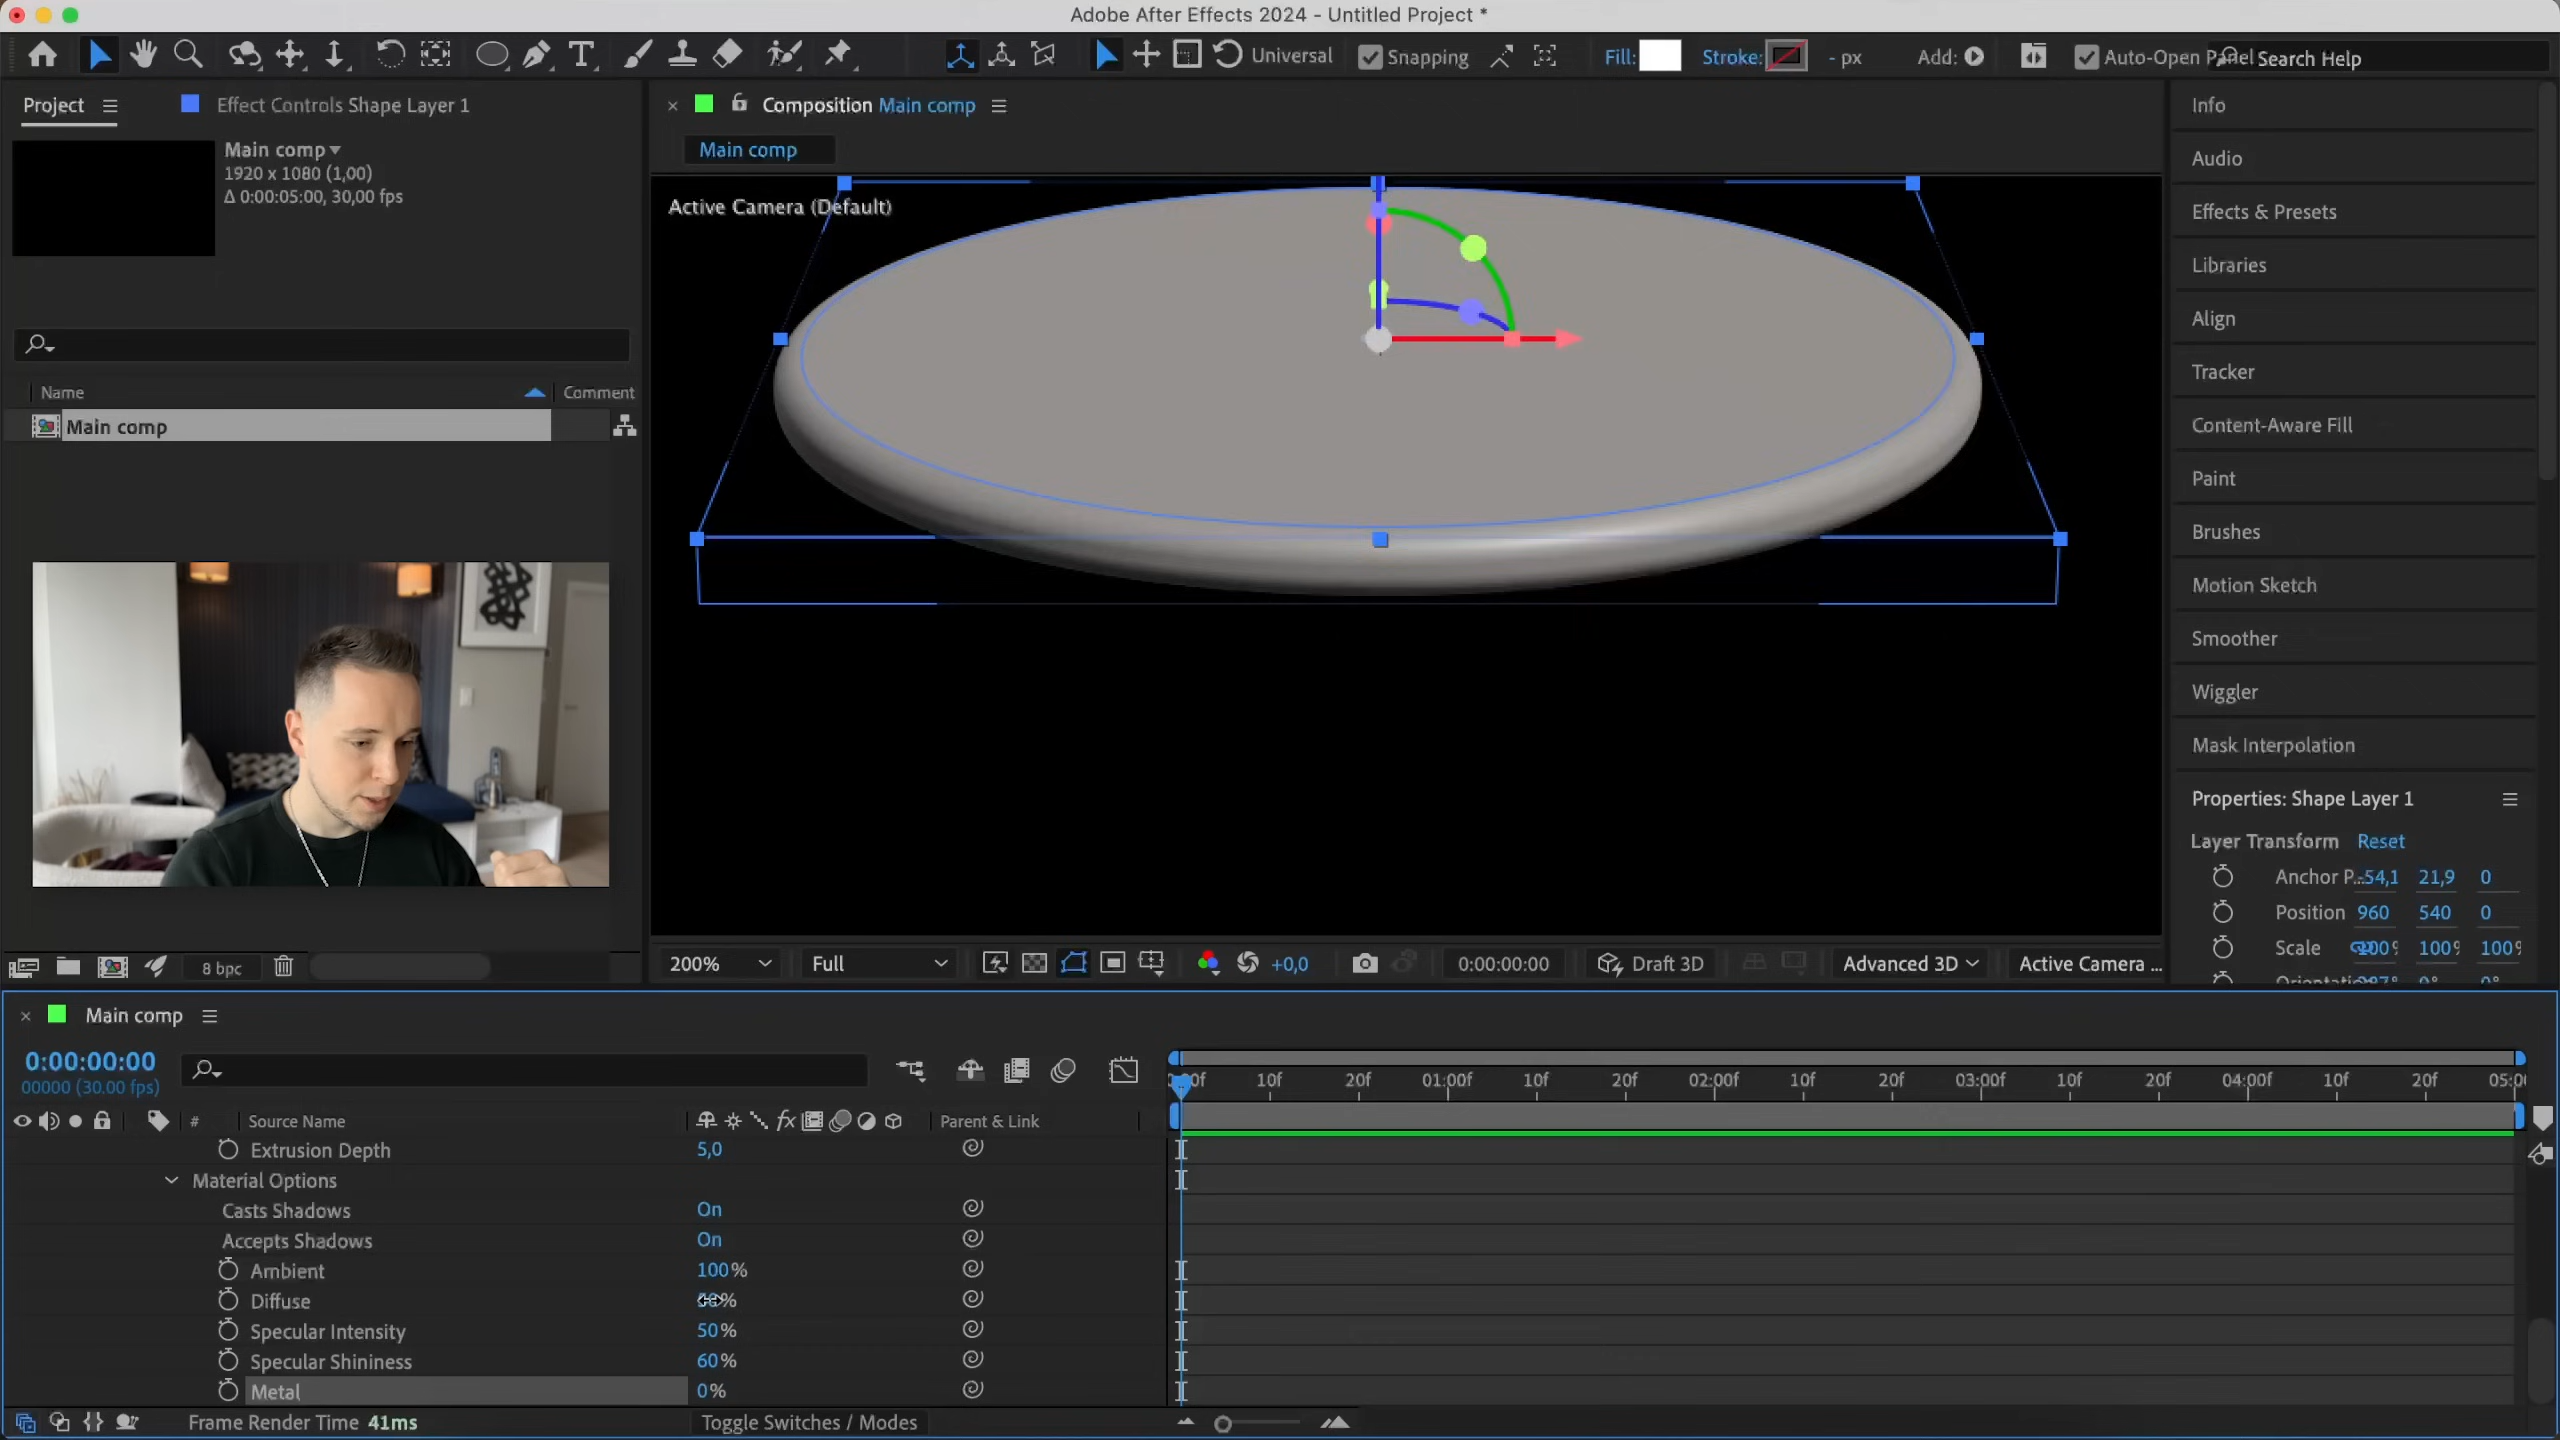 Adobe After Effects 2024 - Untitled Project *
Universal
Snapping
Fill:
Stroke:
- px
Add:
Auto-Open Panel
Search Help
Project
Effect Controls Shape Layer 1
Composition Main comp
Main comp
1920 x 1080 (1,00)
Δ 0:00:05:00, 30,00 fps
Main comp
Active Camera (Default)
Name
Comment
Main comp
Info
Audio
Effects & Presets
Libraries
Align
Tracker
Content-Aware Fill
Paint
Brushes
Motion Sketch
Smoother
Wiggler
Mask Interpolation
Properties: Shape Layer 1
Layer Transform Reset
Anchor P... -54,1 21,9 0
Position 960 540 0
Scale 100% 100% 100%
8 bpc
200%
Full
+0,0
0:00:00:00
Draft 3D
Advanced 3D
Active Camera ...
Main comp
0:00:00:00
00000 (30.00 fps)
:00f 10f 20f 01:00f 10f 20f 02:00f 10f 20f 03:00f 10f 20f 04:00f 10f 20f 05:0
# Source Name
fx
Parent & Link
Extrusion Depth 5,0
Material Options
Casts Shadows On
Accepts Shadows On
Ambient 100%
Diffuse %
Specular Intensity 50%
Specular Shininess 60%
Metal 0%
Frame Render Time 41ms
Toggle Switches / Modes